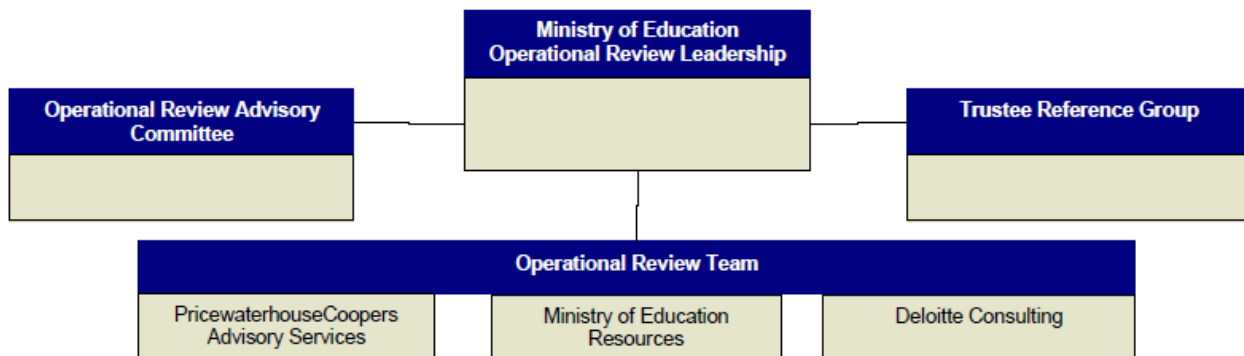 Ministry of Education
Operational Review Leadership
Operational Review Advisory
Committee
Trustee Reference Group
Operational Review Team
PricewaterhouseCoopers
Advisory Services
Ministry of Education
Resources
Deloitte Consulting